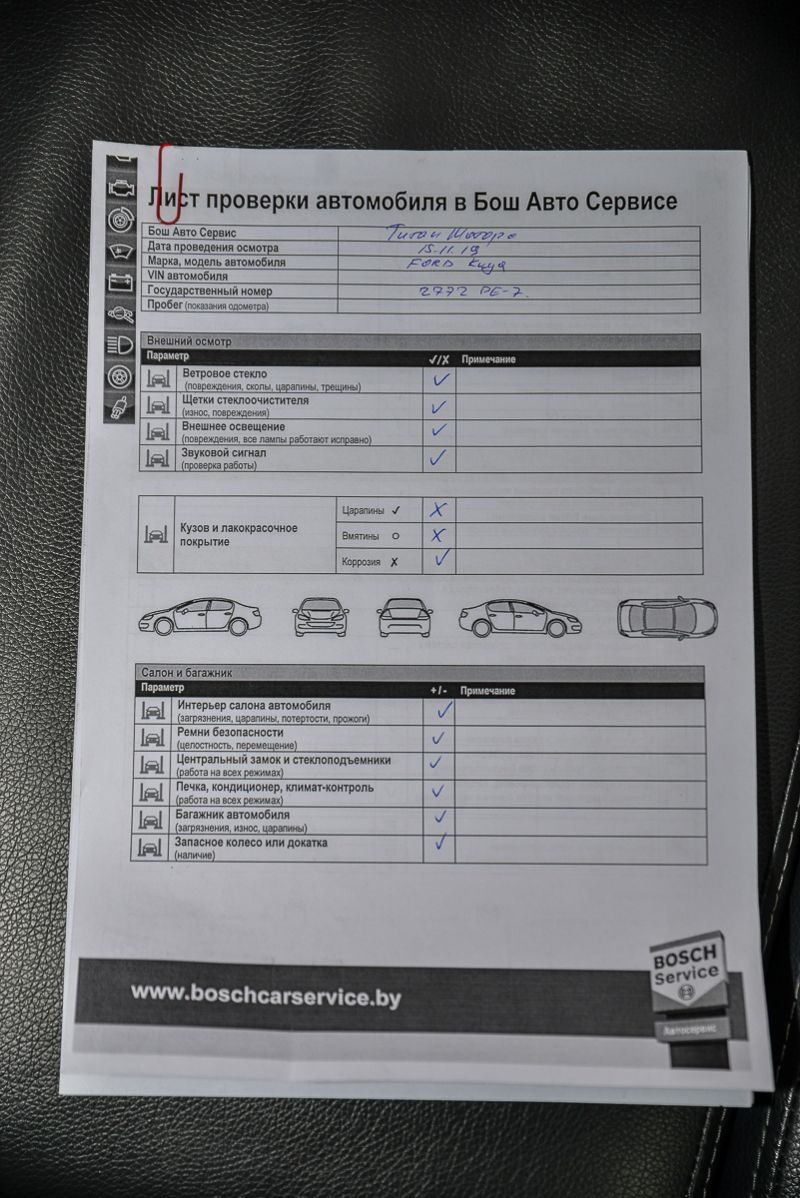 Лист проверки автомобиля в Бош Авто Сервисе
Бош Авто Сервис Титан Моторс
Дата проведения осмотра 15.11.19
Марка, модель автомобиля FORD Куга
VIN автомобиля
Государственный номер 2772 PE-7
Пробег (показания одометра)
Внешний осмотр
Параметр ✓/X Примечание
Ветровое стекло ✓
(повреждения, сколы, царапины, трещины)
Щетки стеклоочистителя ✓
(износ, повреждения)
Внешнее освещение ✓
(повреждения, все лампы работают исправно)
Звуковой сигнал ✓
(проверка работы)
Кузов и лакокрасочное
покрытие
Царапины ✓ X
Вмятины O X
Коррозия X ✓
Салон и багажник
Параметр +/- Примечание
Интерьер салона автомобиля ✓
(загрязнения, царапины, потертости, прожоги)
Ремни безопасности ✓
(целостность, перемещение)
Центральный замок и стеклоподъемники ✓
(работа на всех режимах)
Печка, кондиционер, климат-контроль ✓
(работа на всех режимах)
Багажник автомобиля ✓
(загрязнения, износ, царапины)
Запасное колесо или докатка ✓
(наличие)
www.boschcarservice.by
BOSCH
Service
Автосервис